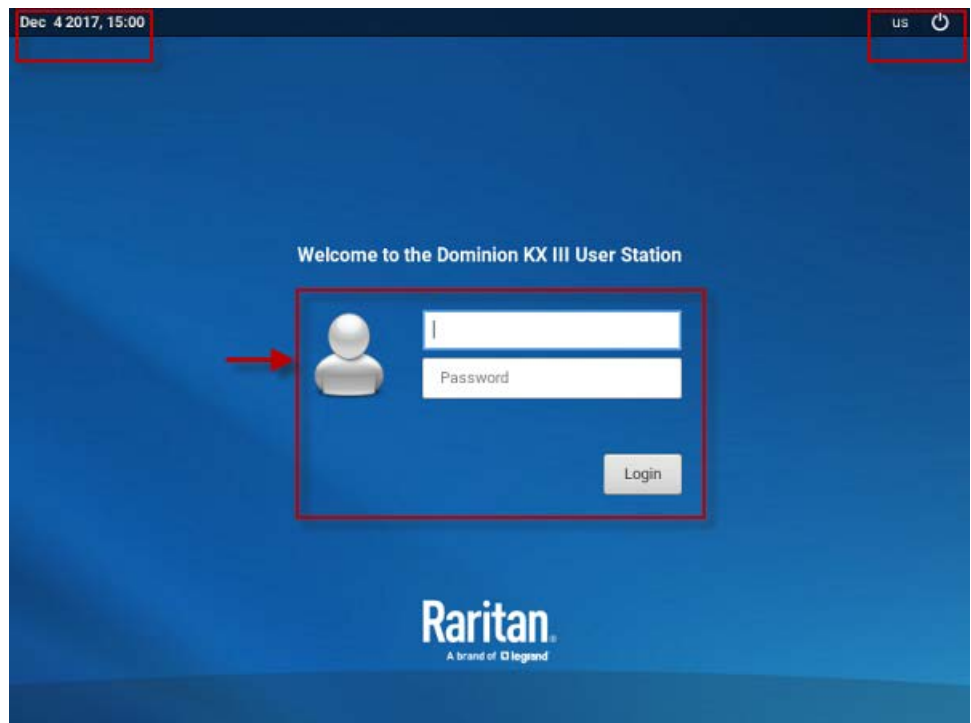 Dec 4 2017, 15:00
us
Welcome to the Dominion KX III User Station
Password
Login
Raritan.
A brand of legrand